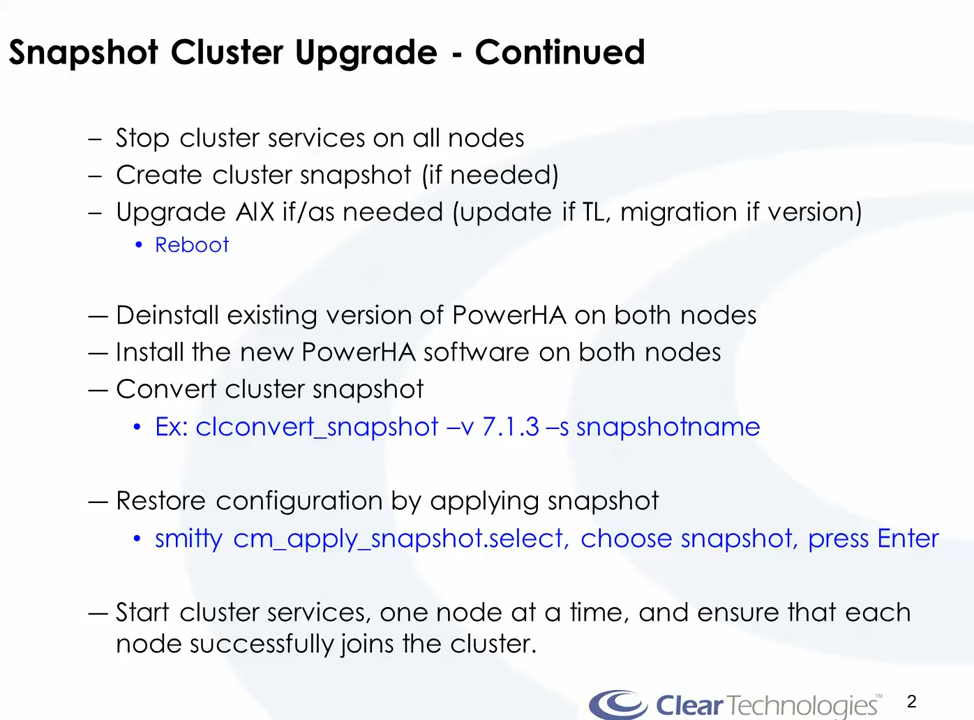 Snapshot Cluster Upgrade - Continued
– Stop cluster services on all nodes
– Create cluster snapshot (if needed)
– Upgrade AIX if/as needed (update if TL, migration if version)
• Reboot
— Deinstall existing version of PowerHA on both nodes
— Install the new PowerHA software on both nodes
— Convert cluster snapshot
• Ex: clconvert_snapshot –v 7.1.3 –s snapshotname
— Restore configuration by applying snapshot
• smitty cm_apply_snapshot.select, choose snapshot, press Enter
— Start cluster services, one node at a time, and ensure that each
node successfully joins the cluster.
ClearTechnologies™
2